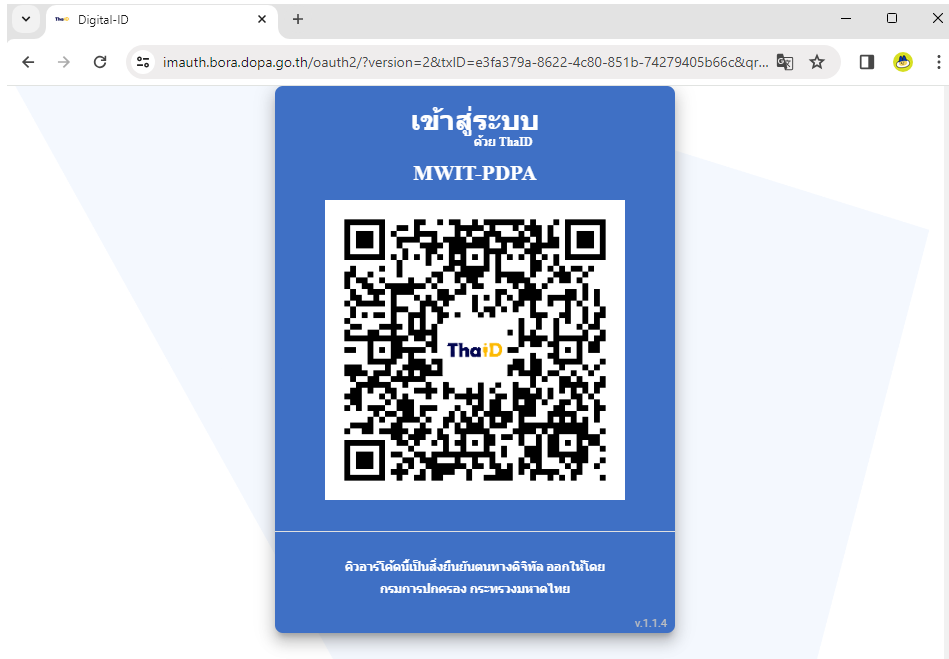 Digital-ID
imauth.bora.dopa.go.th/oauth2/?version=2&txID=e3fa379a-8622-4c80-851b-74279405b66c&qr...
เข้าสู่ระบบ
ด้วย ThaID
MWIT-PDPA
ThaiD
คิวอาร์โค้ดนี้เป็นสิ่งยืนยันตนทางดิจิทัล ออกให้โดย
กรมการปกครอง กระทรวงมหาดไทย
v.1.1.4